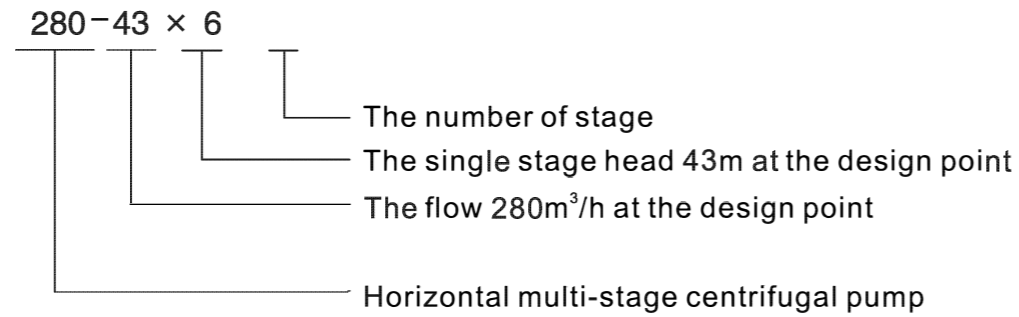 280-43 × 6
The number of stage
The single stage head 43m at the design point
The flow 280m³/h at the design point
Horizontal multi-stage centrifugal pump